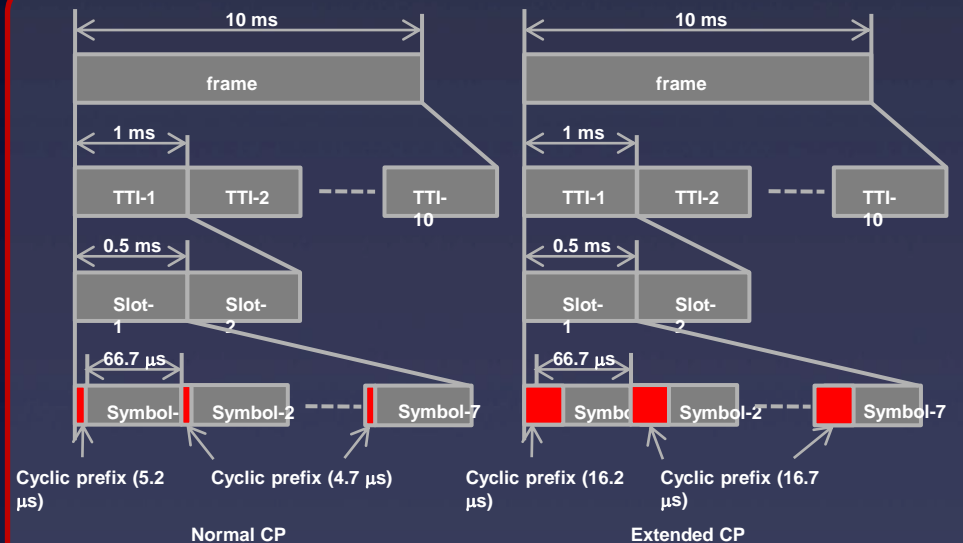 10 ms
frame
1 ms
TTI-1
TTI-2
TTI-
10
0.5 ms
Slot-
1
Slot-
2
66.7 μs
Symbol-
Symbol-2
Symbol-7
Cyclic prefix (5.2
μs)
Cyclic prefix (4.7 μs)
Normal CP
10 ms
frame
1 ms
TTI-1
TTI-2
TTI-
10
0.5 ms
Slot-
1
Slot-
2
66.7 μs
Symbo
Symbol-2
Symbol-7
Cyclic prefix (16.2
μs)
Cyclic prefix (16.7
μs)
Extended CP